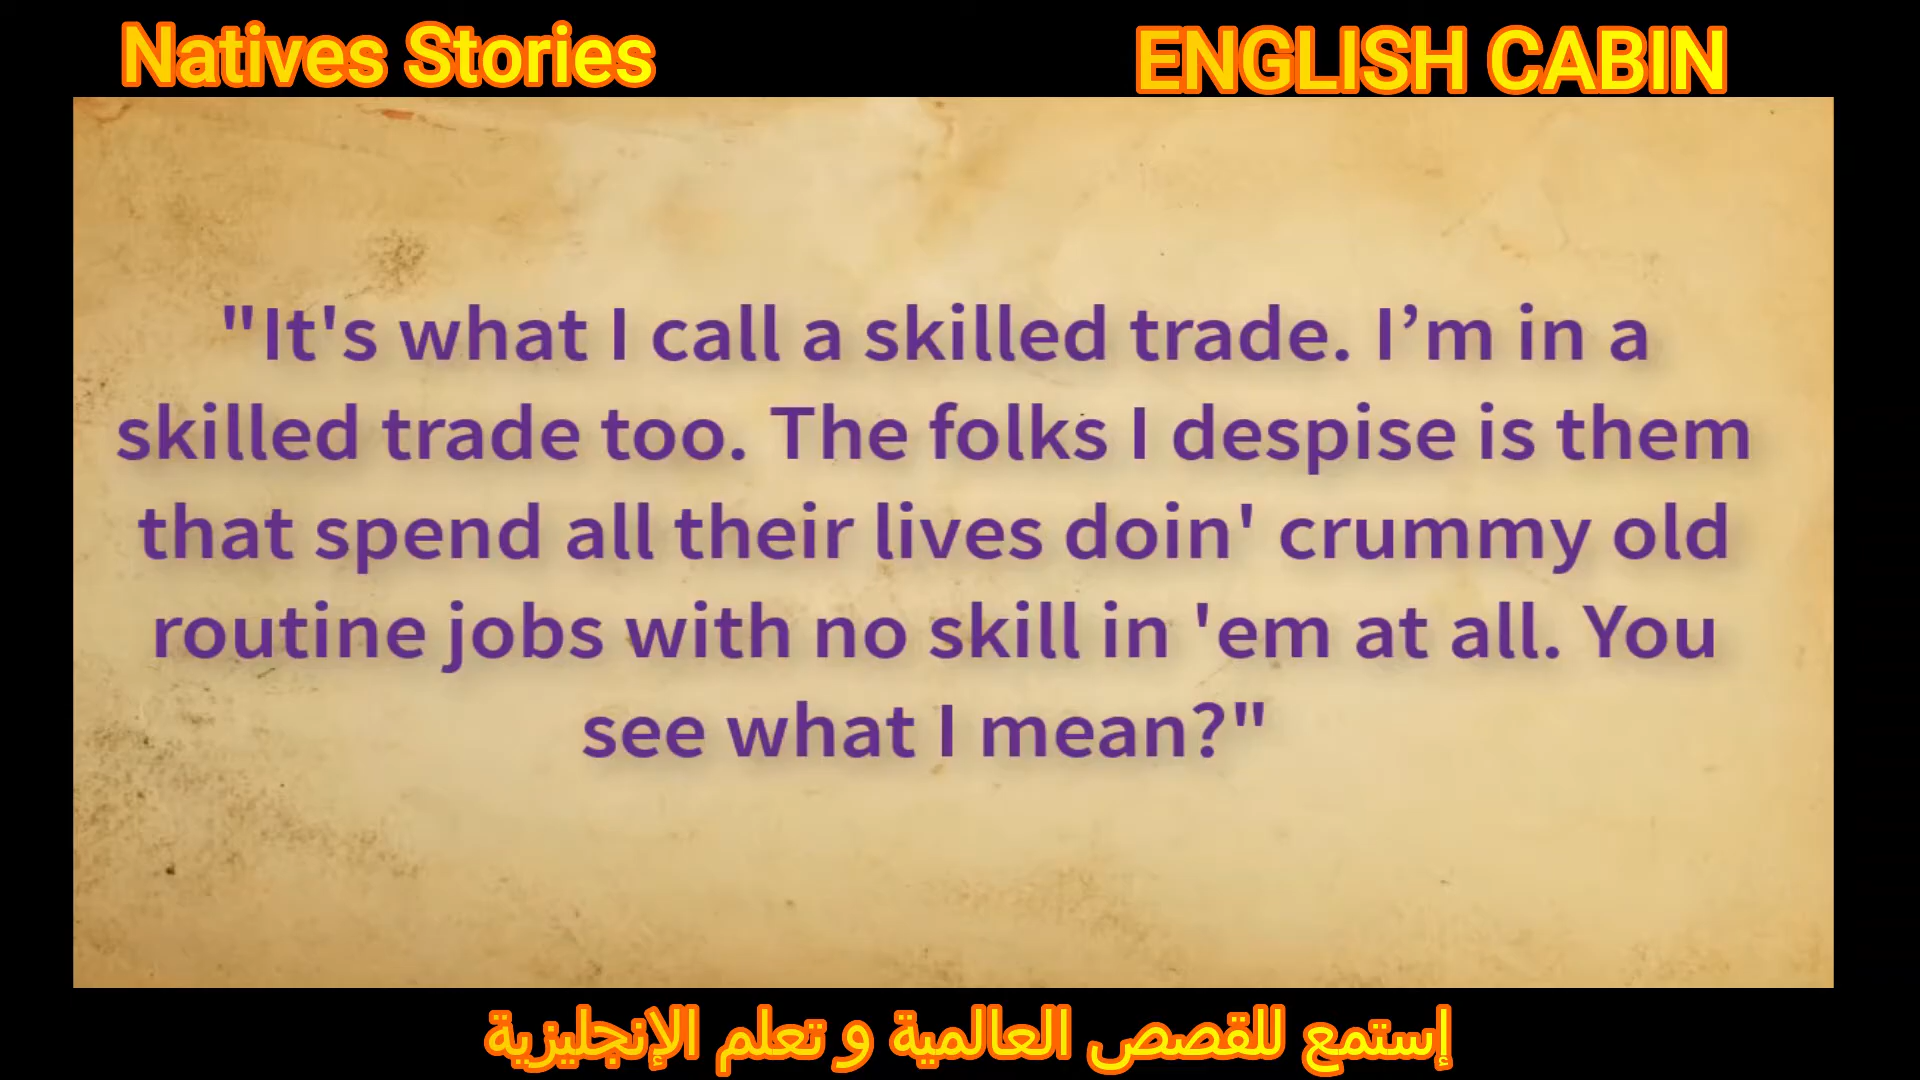 Natives Stories
ENGLISH CABIN
"It's what I call a skilled trade. I’m in a
skilled trade too. The folks I despise is them
that spend all their lives doin' crummy old
routine jobs with no skill in 'em at all. You
see what I mean?"
إستمع للقصص العالمية و تعلم الإنجليزية